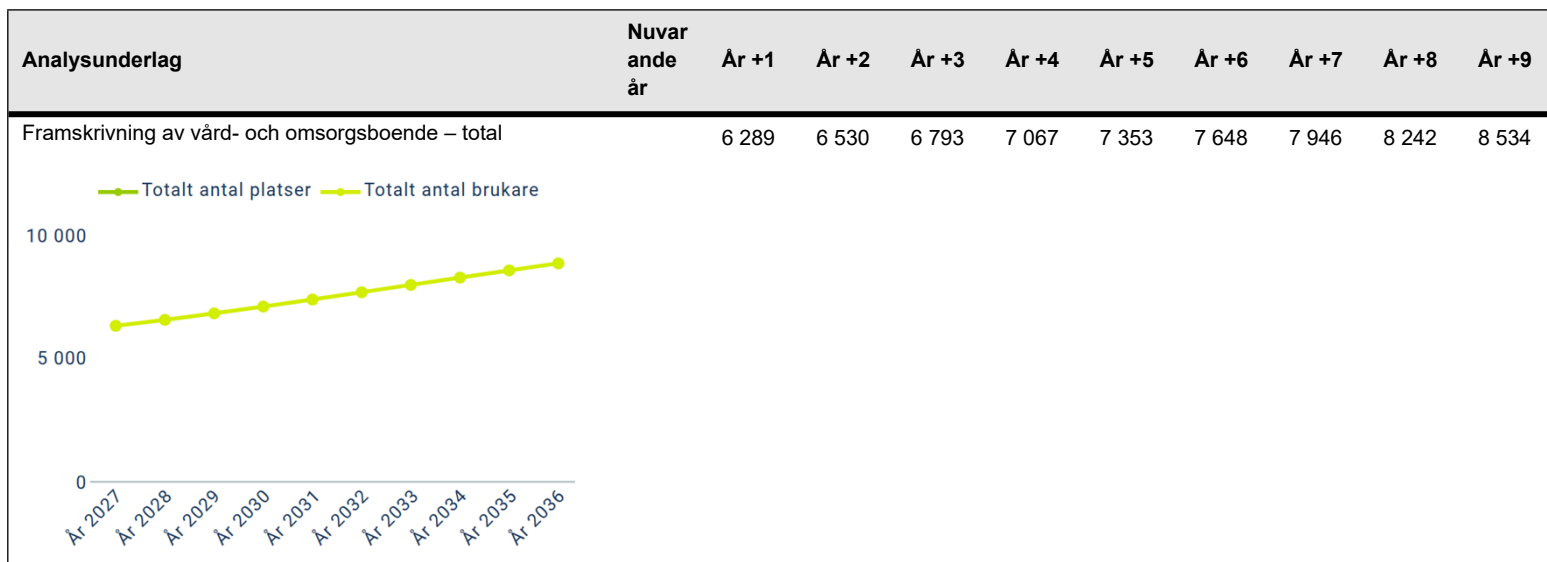 Analysunderlag Nuvar ande år År +1 År +2 År +3 År +4 År +5 År +6 År +7 År +8 År +9
Framskrivning av vård- och omsorgsboende – total 6 289 6 530 6 793 7 067 7 353 7 648 7 946 8 242 8 534
Totalt antal platser Totalt antal brukare
10 000
5 000
0
År 2027 År 2028 År 2029 År 2030 År 2031 År 2032 År 2033 År 2034 År 2035 År 2036